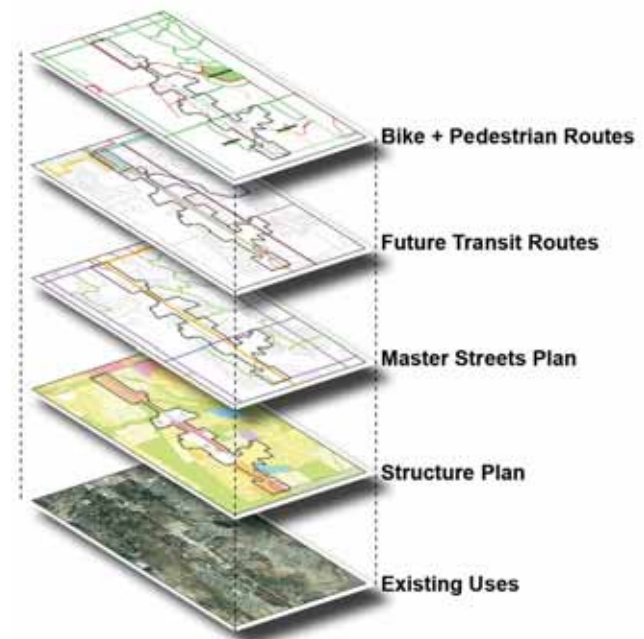 Bike + Pedestrian Routes
Future Transit Routes
Master Streets Plan
Structure Plan
Existing Uses